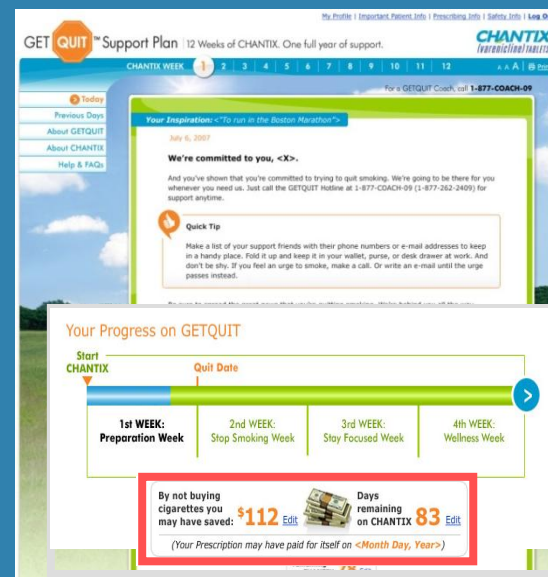 My Profile | Important Patient Info | Prescribing Info | Safety Info | Log O
GET QUIT ™ Support Plan | 12 Weeks of CHANTIX. One full year of support.
CHANTIX
(varenicline) TABLETS
CHANTIX WEEK 1 2 3 4 5 6 7 8 9 10 11 12 A A A Prin
For a GETQUIT Coach, call 1-877-COACH-09
Today
Previous Days
About GETQUIT
About CHANTIX
Help & FAQs
Your Inspiration: <"To run in the Boston Marathon">
July 6, 2007
We're committed to you, <X>.
And you've shown that you're committed to trying to quit smoking. We're going to be there for you
whenever you need us. Just call the GETQUIT Hotline at 1-877-COACH-09 (1-877-262-2409) for
support anytime.
Quick Tip
Make a list of your support friends with their phone numbers or e-mail addresses to keep
in a handy place. Fold it up and keep it in your wallet, purse, or desk drawer at work. And
don't be shy. If you feel an urge to smoke, make a call. Or write an e-mail until the urge
passes instead.
Your Progress on GETQUIT
Start
CHANTIX
Quit Date
1st WEEK:
Preparation Week
2nd WEEK:
Stop Smoking Week
3rd WEEK:
Stay Focused Week
4th WEEK:
Wellness Week
By not buying
cigarettes you
may have saved: $112 Edit
Days
remaining
on CHANTIX 83 Edit
(Your Prescription may have paid for itself on <Month Day, Year>)